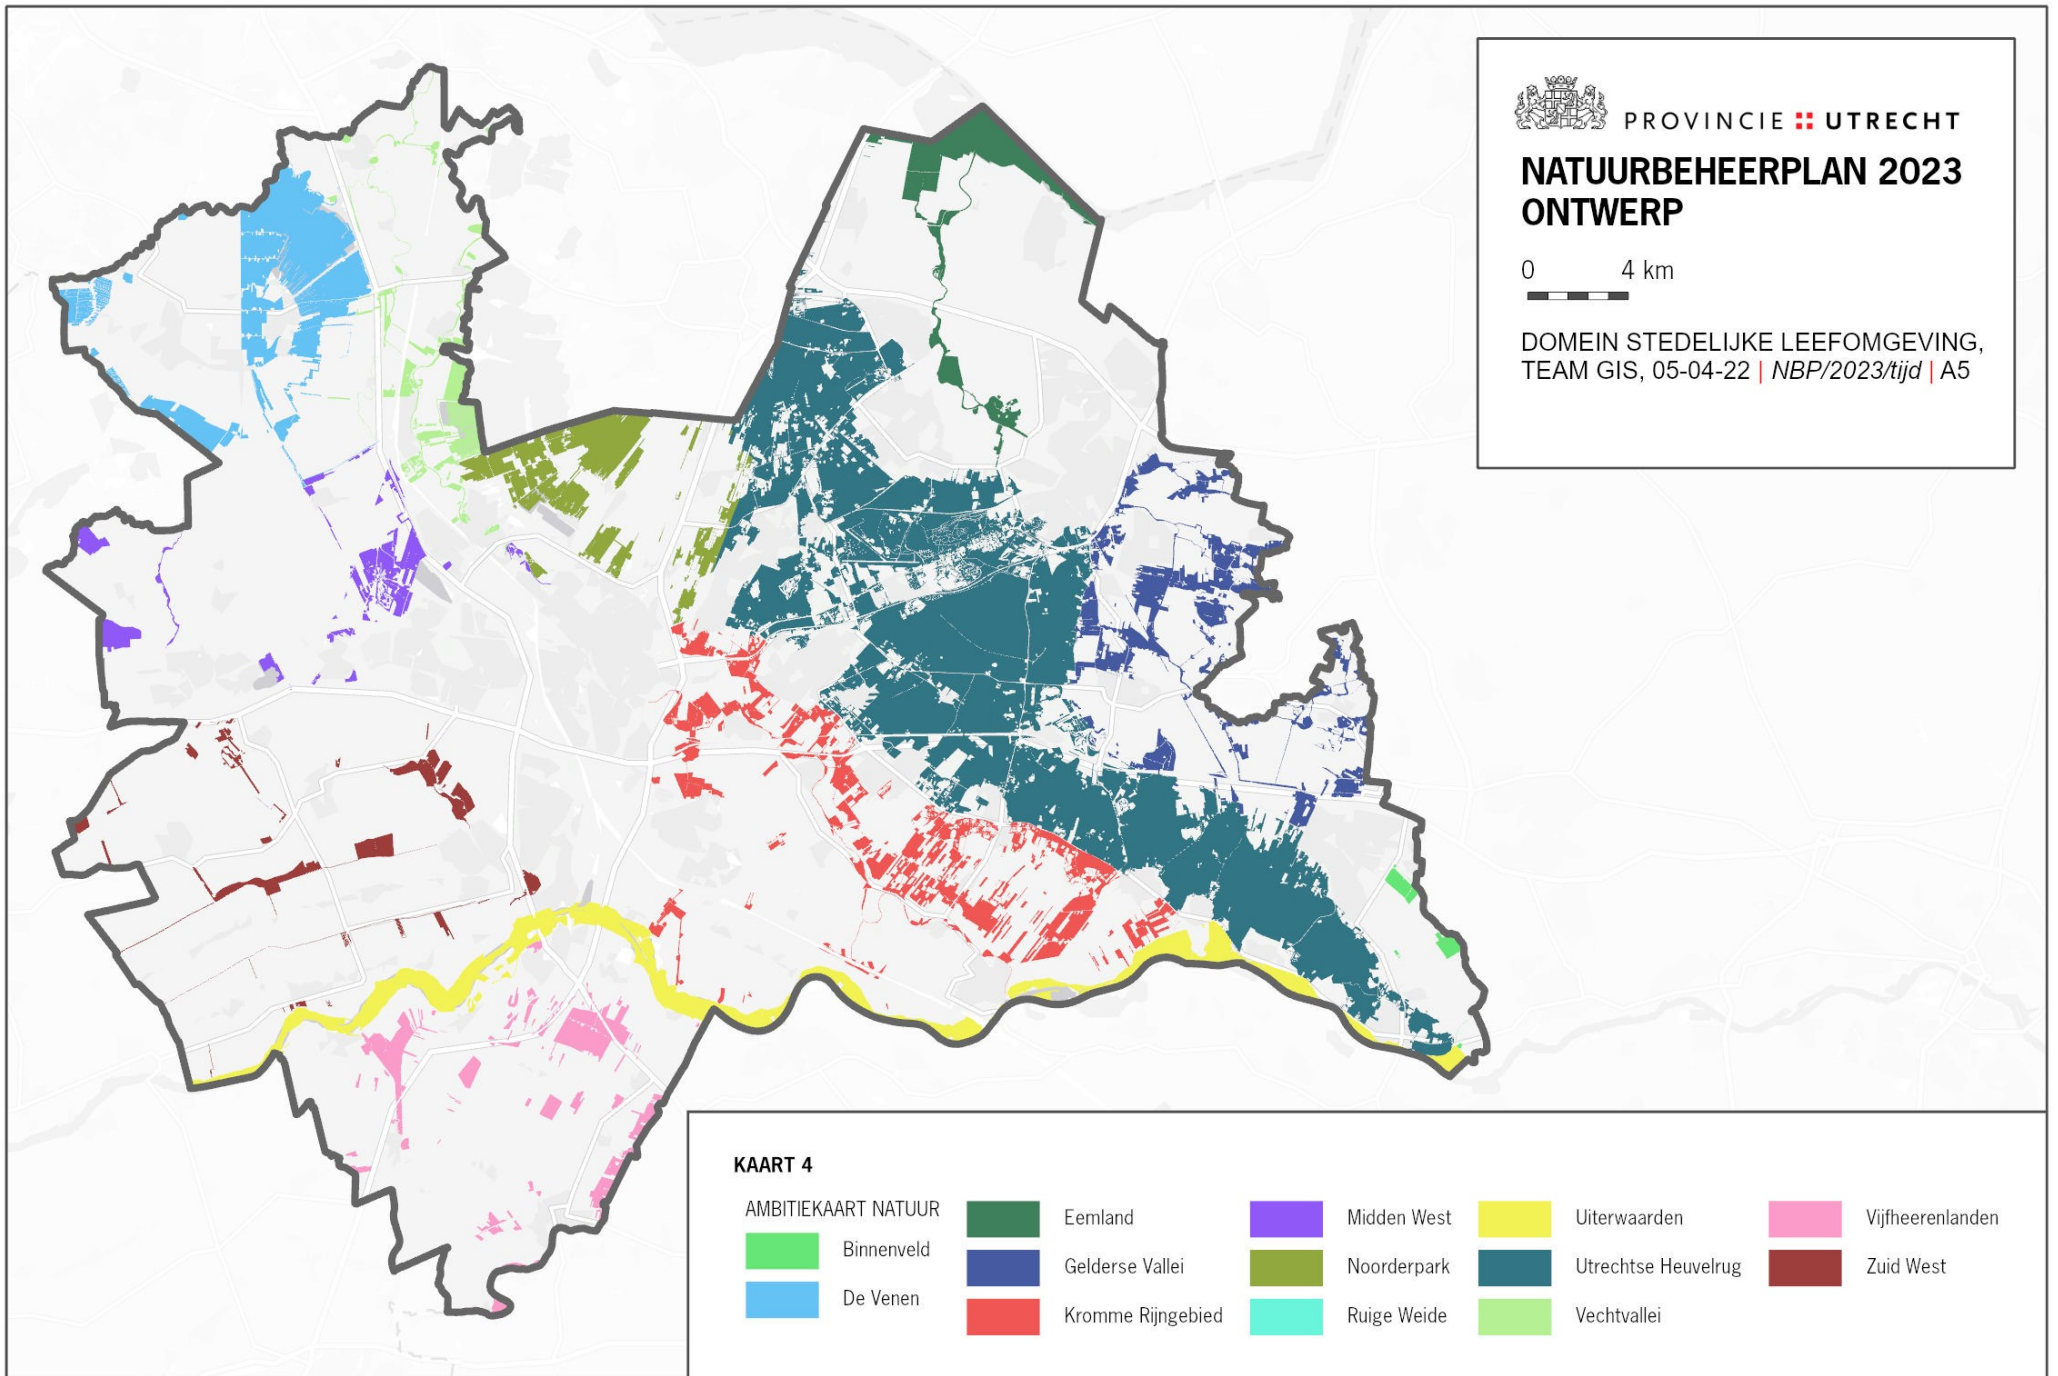 PROVINCIE UTRECHT
NATUURBEHEERPLAN 2023
ONTWERP
0 4 km
DOMEIN STEDELIJKE LEEFOMGEVING,
TEAM GIS, 05-04-22 | NBP/2023/tijd | A5
KAART 4
AMBITIEKAART NATUUR
Binnenveld
De Venen
Eemland
Gelderse Vallei
Kromme Rijngebied
Midden West
Noorderpark
Ruige Weide
Uiterwaarden
Utrechtse Heuvelrug
Vechtvallei
Vijfheerenlanden
Zuid West